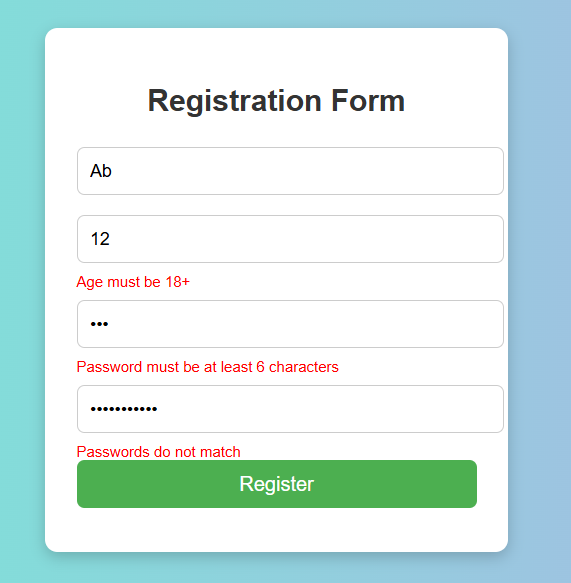 Registration Form
Ab
12
Age must be 18+
•••
Password must be at least 6 characters
•••••••••••
Passwords do not match
Register